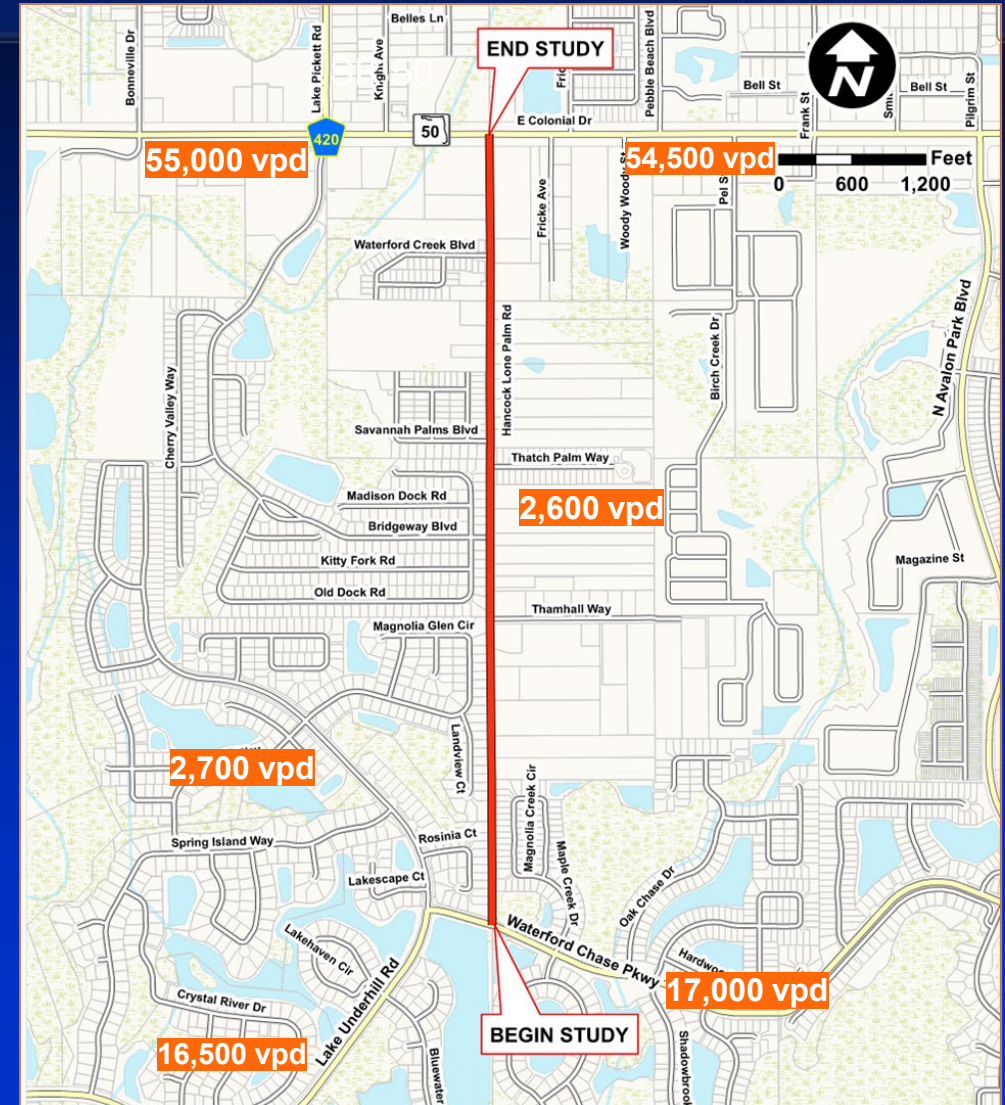 Belles Ln
Bonneville Dr
Lake Pickett Rd
Knight Ave
END STUDY
Pebble Beach Blvd
Bell St
Frank St
Bell St
Pilgrim St
N
E Colonial Dr
50
420
55,000 vpd
54,500 vpd
Feet
0 600 1,200
Fricke Ave
Woody Woody St
Waterford Creek Blvd
Hancock Lone Palm Rd
N Avalon Park Blvd
Birch Creek Dr
Cherry Valley Way
Savannah Palms Blvd
Thatch Palm Way
Madison Dock Rd
2,600 vpd
Bridgeway Blvd
Kitty Fork Rd
Magazine St
Old Dock Rd
Thamhall Way
Magnolia Glen Cir
Landview Ct
2,700 vpd
Magnolia Creek Cir
Rosinia Ct
Spring Island Way
Maple Creek Dr
Lakescape Ct
Oak Chase Dr
Waterford Chase Pkwy
Lakehaven Cir
17,000 vpd
Crystal River Dr
Lake Underhill Rd
BEGIN STUDY
16,500 vpd
Bluewater